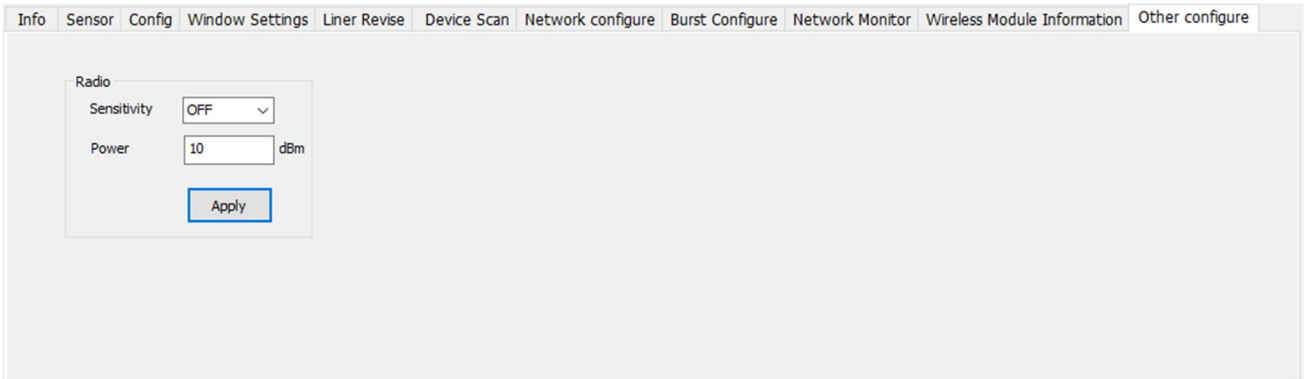 Info Sensor Config Window Settings Liner Revise Device Scan Network configure Burst Configure Network Monitor Wireless Module Information Other configure
Radio
Sensitivity OFF
Power 10 dBm
Apply